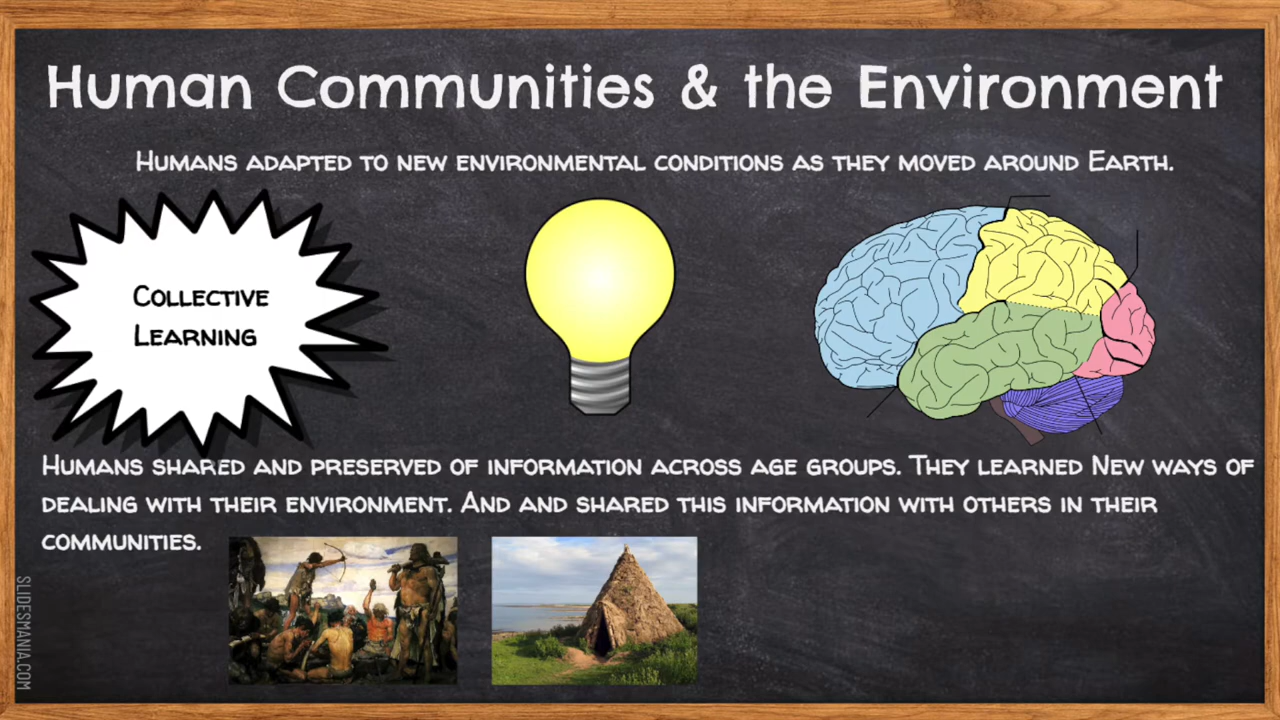 Human Communities & the Environment
Humans adapted to new environmental conditions as they moved around Earth.
Collective
Learning
Humans shared and preserved of information across age groups. They learned New ways of
dealing with their environment. And and shared this information with others in their
communities.
SLIDESMANIA.COM